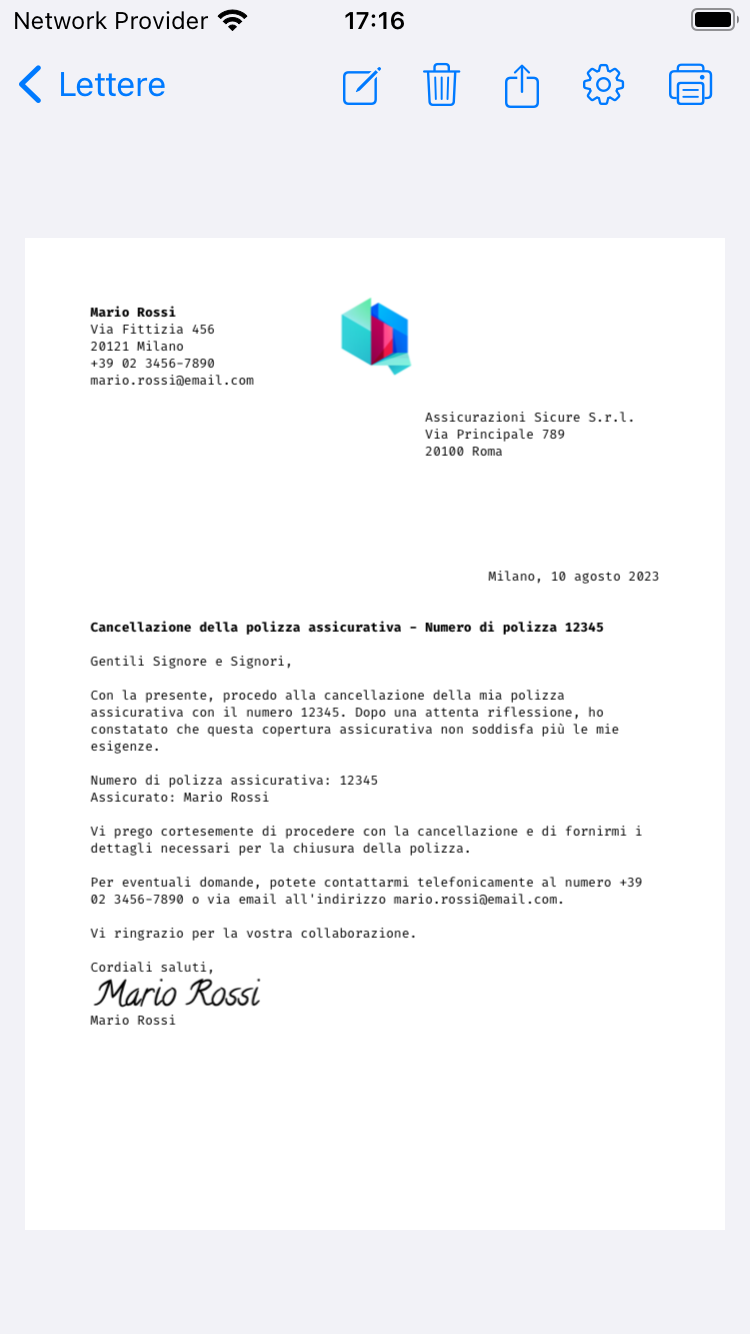 Network Provider
17:16
Lettere
Mario Rossi
Via Fittizia 456
20121 Milano
+39 02 3456-7890
mario.rossi@email.com
Assicurazioni Sicure S.r.l.
Via Principale 789
20100 Roma
Milano, 10 agosto 2023
Cancellazione della polizza assicurativa - Numero di polizza 12345
Gentili Signore e Signori,
Con la presente, procedo alla cancellazione della mia polizza
assicurativa con il numero 12345. Dopo una attenta riflessione, ho
constatato che questa copertura assicurativa non soddisfa più le mie
esigenze.
Numero di polizza assicurativa: 12345
Assicurato: Mario Rossi
Vi prego cortesemente di procedere con la cancellazione e di fornirmi i
dettagli necessari per la chiusura della polizza.
Per eventuali domande, potete contattarmi telefonicamente al numero +39
02 3456-7890 o via email all'indirizzo mario.rossi@email.com.
Vi ringrazio per la vostra collaborazione.
Cordiali saluti,
Mario Rossi
Mario Rossi